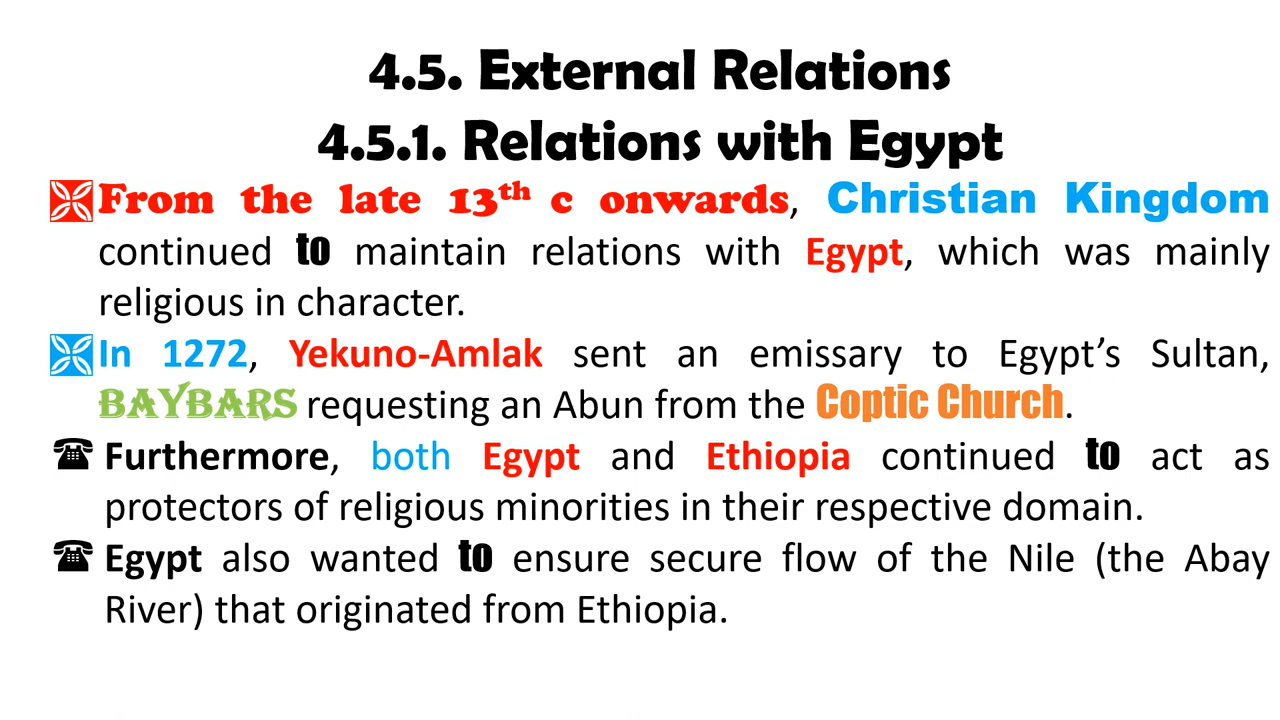 4.5. External Relations
4.5.1. Relations with Egypt
From the late 13th c onwards, Christian Kingdom
continued to maintain relations with Egypt, which was mainly
religious in character.
In 1272, Yekuno-Amlak sent an emissary to Egypt’s Sultan,
BAYBARS requesting an Abun from the Coptic Church.
Furthermore, both Egypt and Ethiopia continued to act as
protectors of religious minorities in their respective domain.
Egypt also wanted to ensure secure flow of the Nile (the Abay
River) that originated from Ethiopia.